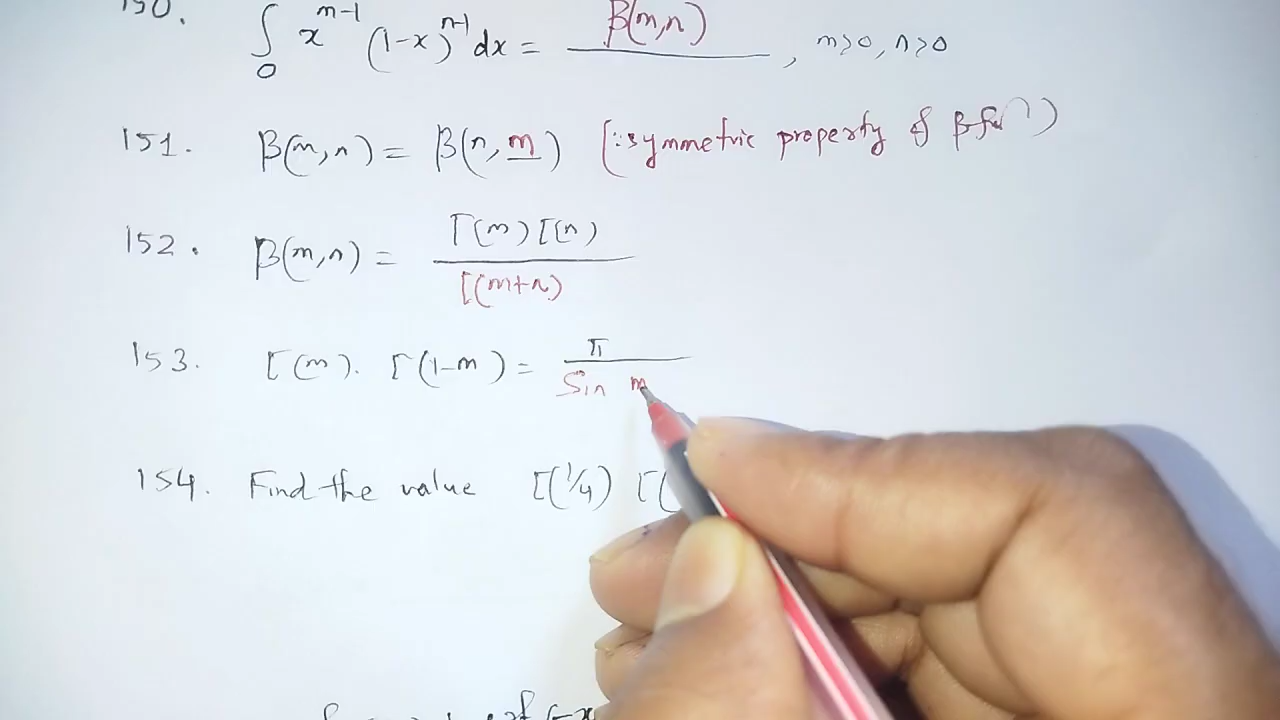 150. ∫₀ x^(m-1) (1-x)^(n-1) dx = β(m,n) , m>0, n>0
151. β(m,n) = β(n, m) (∵ symmetric property of β-fn)
152. β(m,n) = Γ(m) Γ(n) / Γ(m+n)
153. Γ(m). Γ(1-m) = π / Sin m
154. Find the value Γ(1/4) Γ(